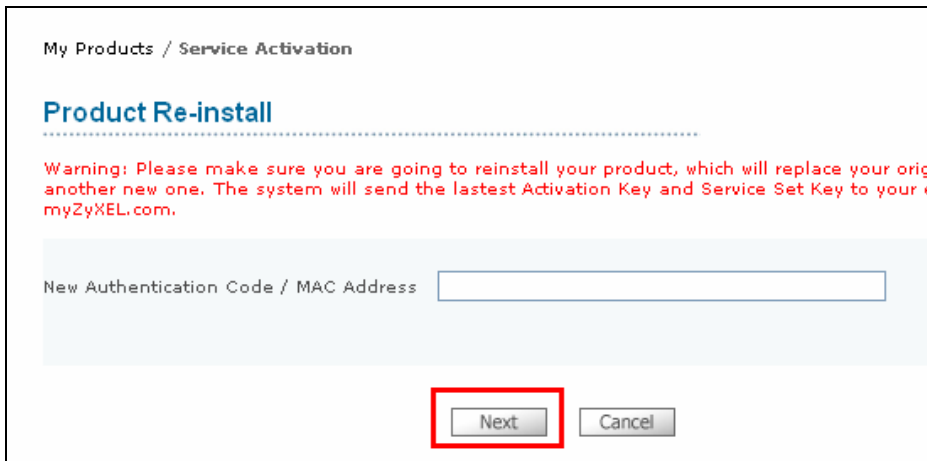 My Products / Service Activation
Product Re-install
Warning: Please make sure you are going to reinstall your product, which will replace your
another new one. The system will send the lastest Activation Key and Service Set Key to your
myZyXEL.com.
New Authentication Code / MAC Address
Next Cancel